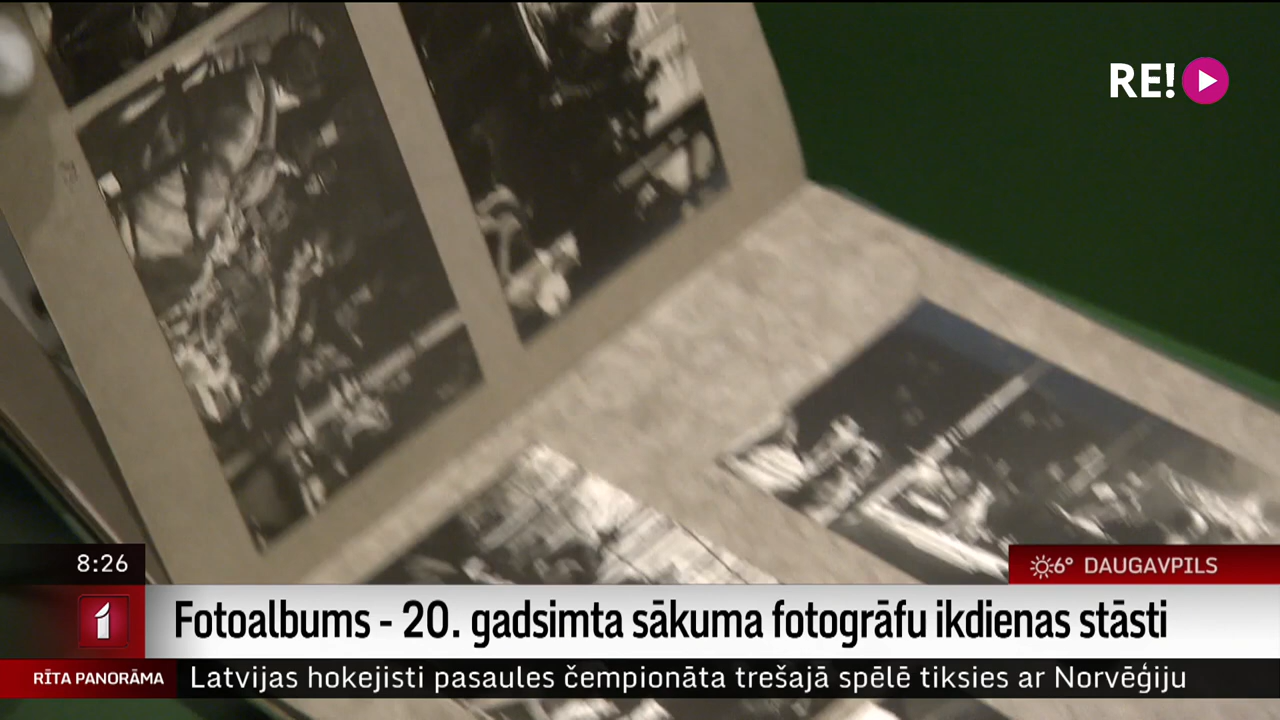 RE!
8:26
6° DAUGAVPILS
1
Fotoalbums - 20. gadsimta sākuma fotogrāfu ikdienas stāsti
RĪTA PANORĀMA
Latvijas hokejisti pasaules čempionāta trešajā spēlē tiksies ar Norvēģiju